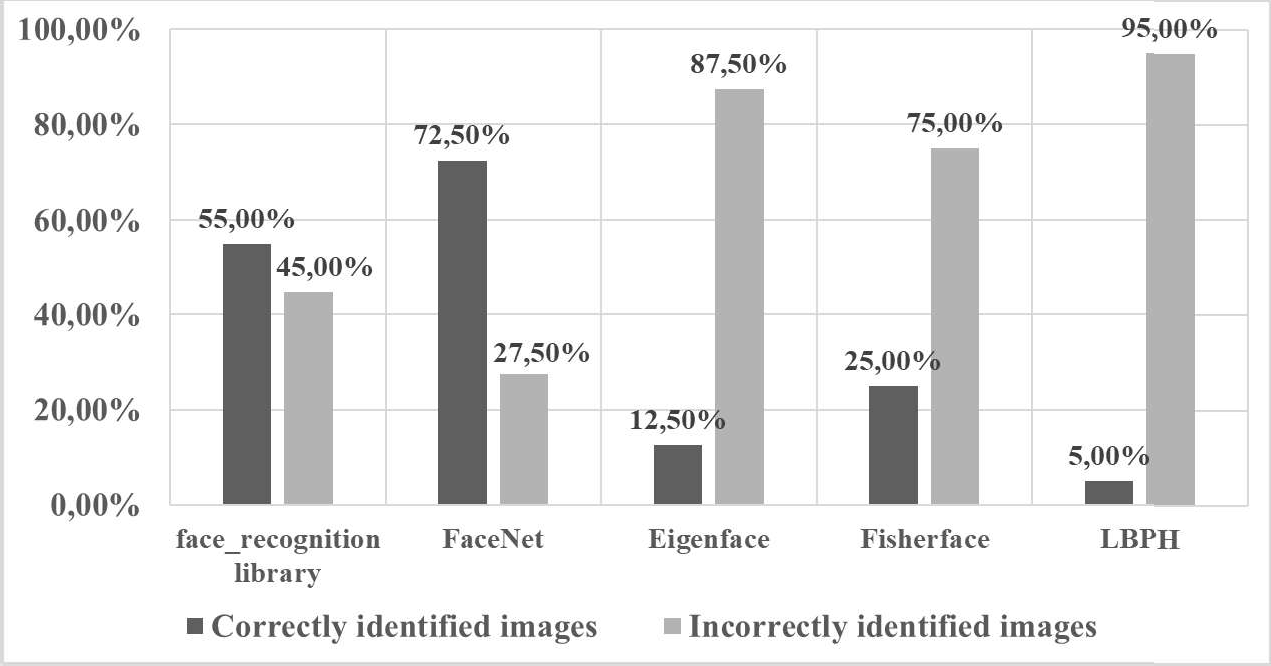 100,00%
80,00%
60,00%
40,00%
20,00%
0,00%
55,00%
45,00%
72,50%
27,50%
12,50%
87,50%
25,00%
75,00%
5,00%
95,00%
face_recognition
library
FaceNet
Eigenface
Fisherface
LBPH
Correctly identified images
Incorrectly identified images